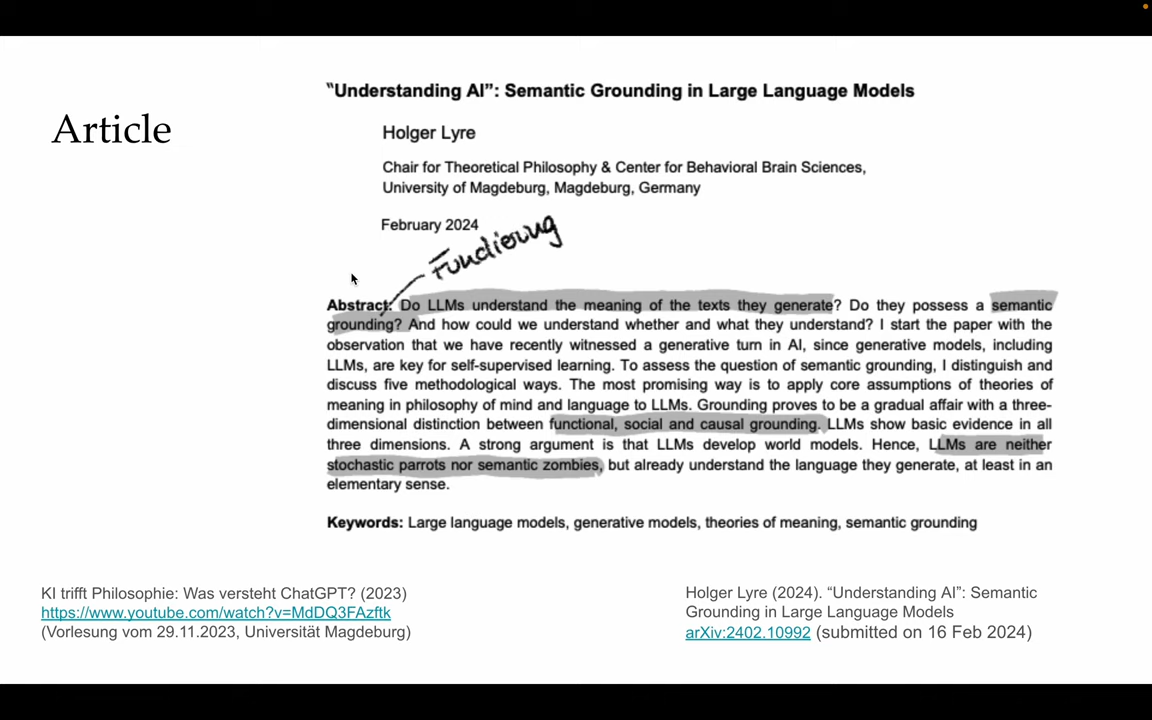 Article
“Understanding AI”: Semantic Grounding in Large Language Models
Holger Lyre
Chair for Theoretical Philosophy & Center for Behavioral Brain Sciences,
University of Magdeburg, Magdeburg, Germany
February 2024
Fundierung
Abstract: Do LLMs understand the meaning of the texts they generate? Do they possess a semantic
grounding? And how could we understand whether and what they understand? I start the paper with the
observation that we have recently witnessed a generative turn in AI, since generative models, including
LLMs, are key for self-supervised learning. To assess the question of semantic grounding, I distinguish and
discuss five methodological ways. The most promising way is to apply core assumptions of theories of
meaning in philosophy of mind and language to LLMs. Grounding proves to be a gradual affair with a three-
dimensional distinction between functional, social and causal grounding. LLMs show basic evidence in all
three dimensions. A strong argument is that LLMs develop world models. Hence, LLMs are neither
stochastic parrots nor semantic zombies, but already understand the language they generate, at least in an
elementary sense.
Keywords: Large language models, generative models, theories of meaning, semantic grounding
KI trifft Philosophie: Was versteht ChatGPT? (2023)
https://www.youtube.com/watch?v=MdDQ3FAzftk
(Vorlesung vom 29.11.2023, Universität Magdeburg)
Holger Lyre (2024). “Understanding AI”: Semantic
Grounding in Large Language Models
arXiv:2402.10992 (submitted on 16 Feb 2024)